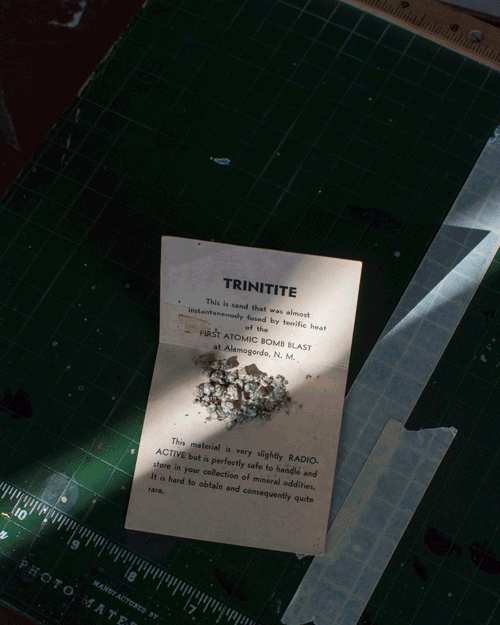 TRINITITE
This is sand that was almost
instantaneously fused by terrific heat
of the
FIRST ATOMIC BOMB BLAST
at Alamogordo, N. M.
This material is very slightly RADIO-
ACTIVE but is perfectly safe to handle and
store in your collection of mineral oddities.
It is hard to obtain and consequently quite
rare.
10 9 8 7
MANUFACTURED BY
PHOTO MATE